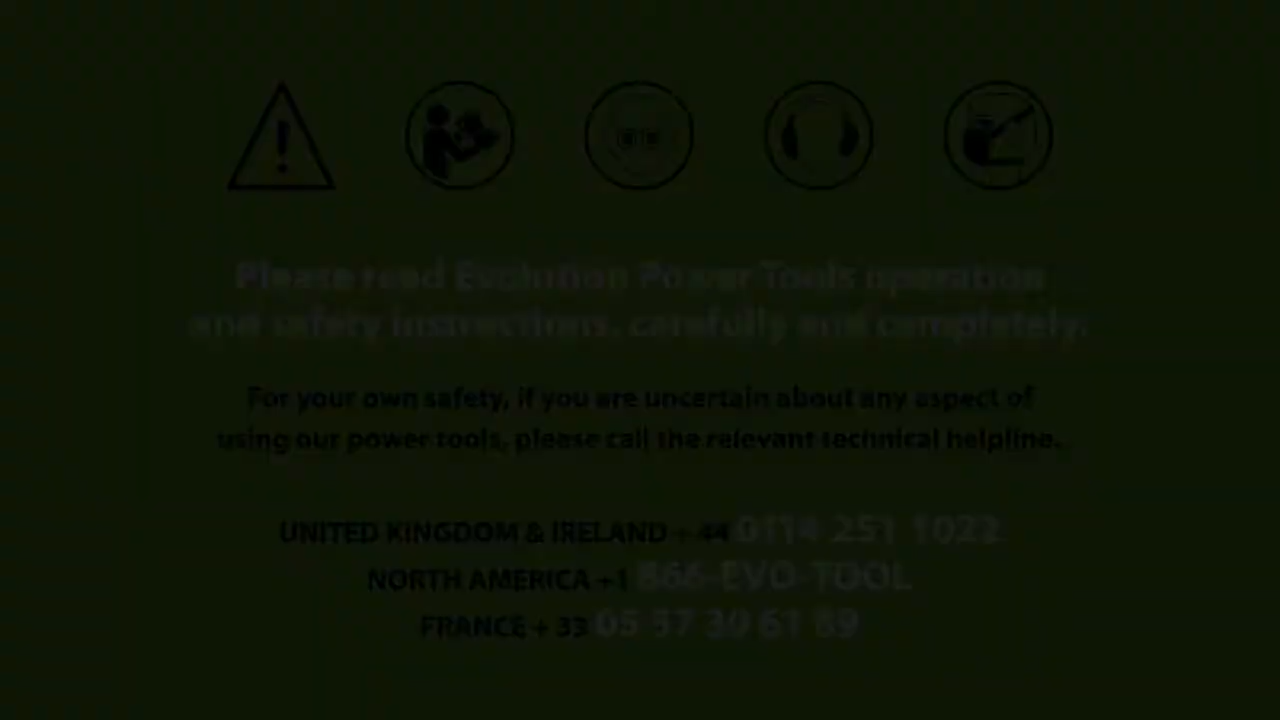 Please read Evolution Power Tools operation
and safety instructions, carefully and completely.
For your own safety, if you are uncertain about any aspect of
using our power tools, please call the relevant technical helpline.
UNITED KINGDOM & IRELAND + 44 0114 251 1022
NORTH AMERICA +1 866-EVO-TOOL
FRANCE + 33 05 57 30 61 89